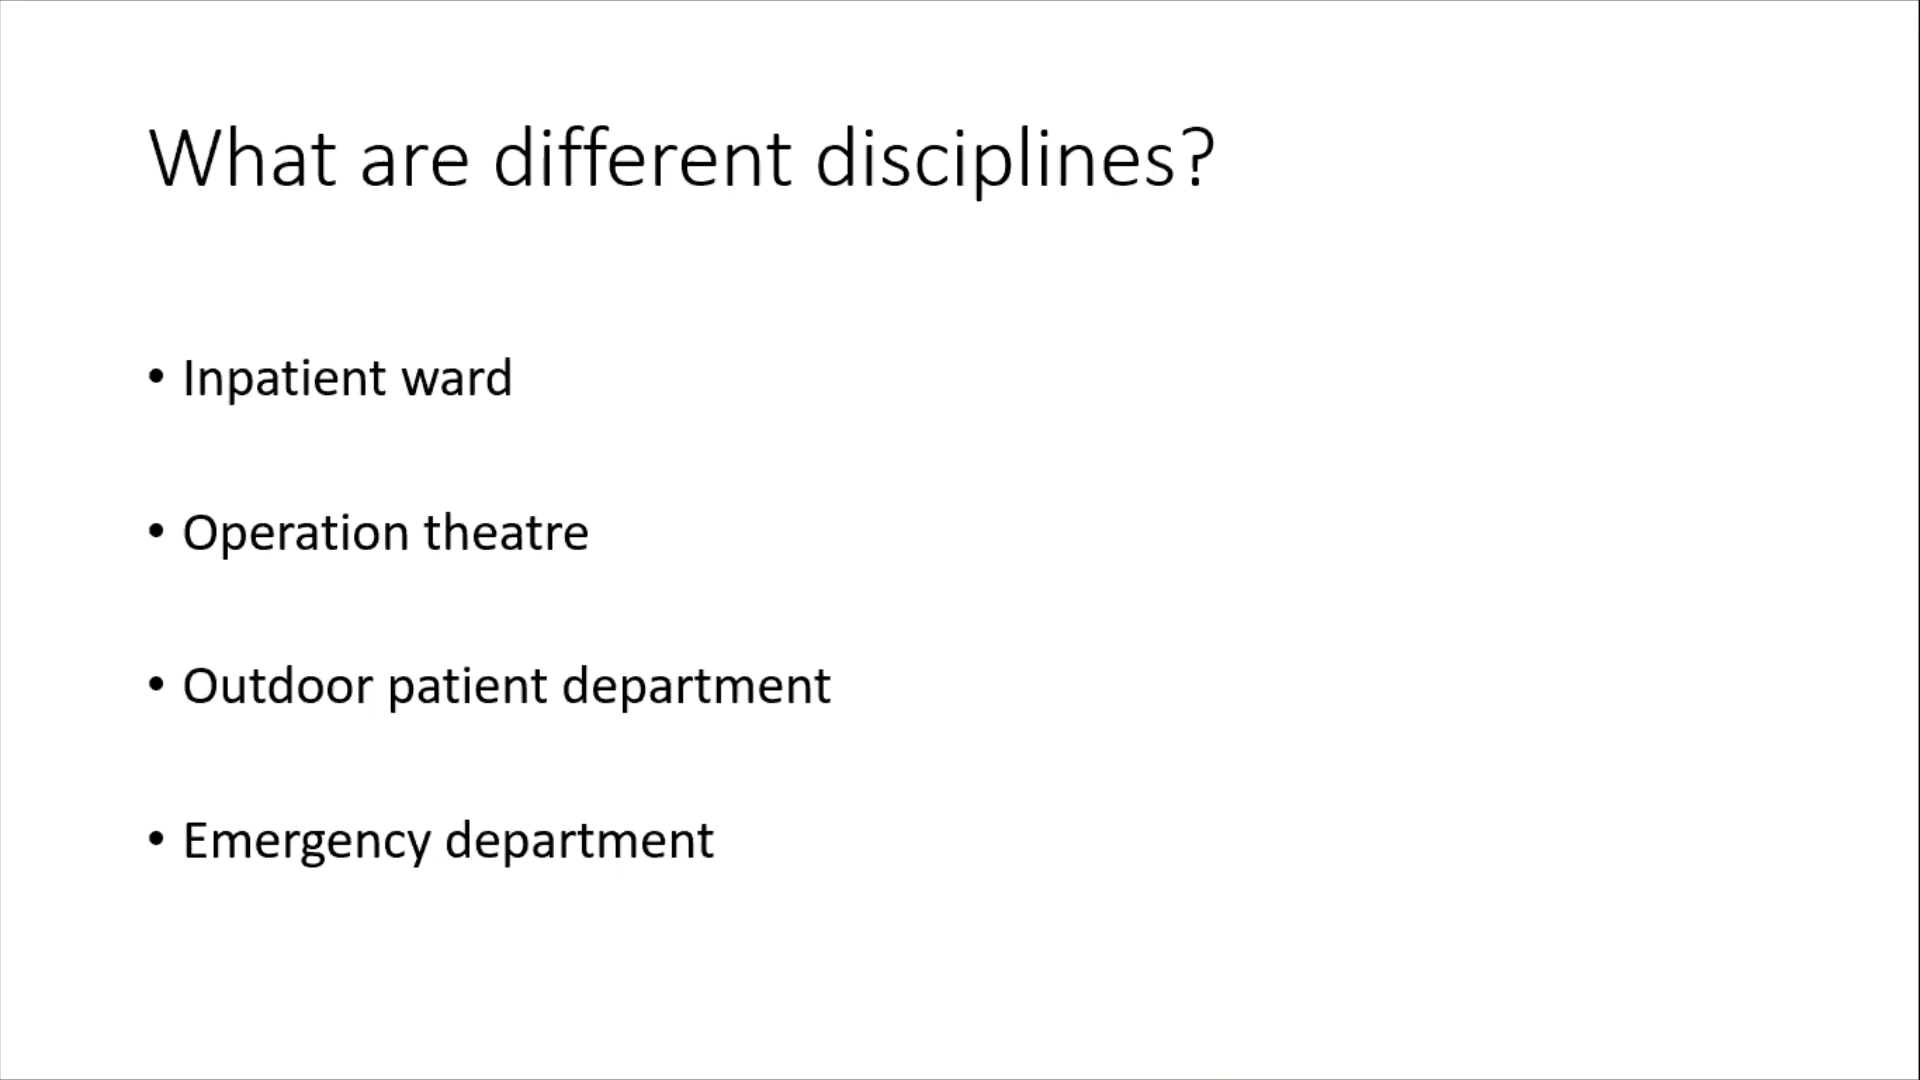 What are different disciplines?
• Inpatient ward
• Operation theatre
• Outdoor patient department
• Emergency department